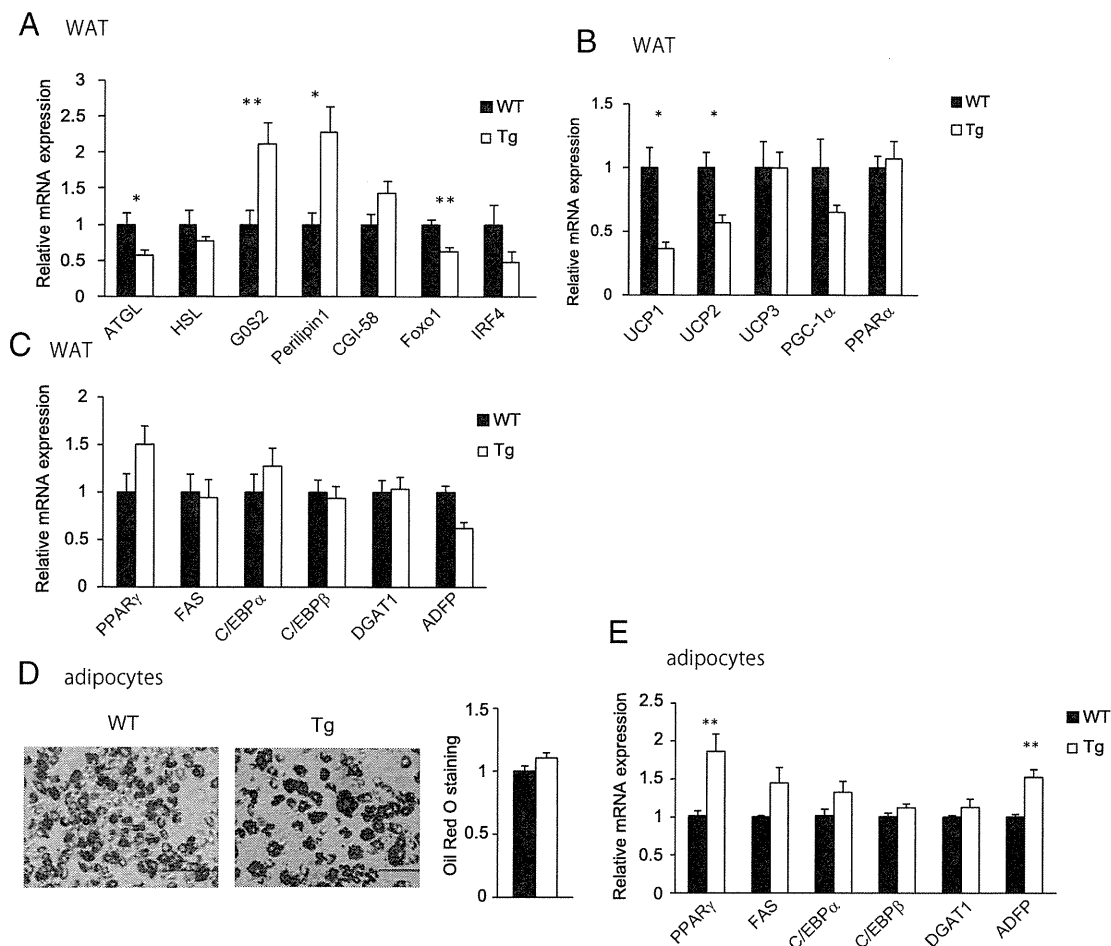 A WAT
Relative mRNA expression
3
2.5
2
1.5
1
0.5
0
* ** * **
WT
Tg
ATGL HSL G0S2 Perilipin1 CGI-58 Foxo1 IRF4
B WAT
Relative mRNA expression
1.5
1
0.5
0
* *
WT
Tg
UCP1 UCP2 UCP3 PGC-1α PPARα
C WAT
Relative mRNA expression
2
1.5
1
0.5
0
WT
Tg
PPARγ FAS C/EBPα C/EBPβ DGAT1 ADFP
D adipocytes
WT Tg
Oil Red O staining
1.5
1
0.5
0
E adipocytes
Relative mRNA expression
2.5
2
1.5
1
0.5
0
** **
WT
Tg
PPARγ FAS C/EBPα C/EBPβ DGAT1 ADFP